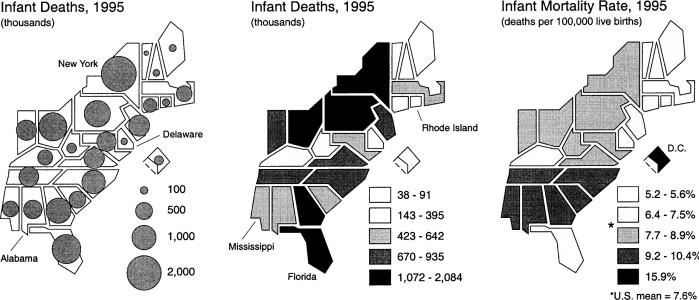 Infant Deaths, 1995
(thousands)
New York
Delaware
Alabama
100
500
1,000
2,000
Infant Deaths, 1995
(thousands)
Rhode Island
Mississippi
Florida
38 - 91
143 - 395
423 - 642
670 - 935
1,072 - 2,084
Infant Mortality Rate, 1995
(deaths per 100,000 live births)
D.C.
5.2 - 5.6%
6.4 - 7.5%
*
7.7 - 8.9%
9.2 - 10.4%
15.9%
*U.S. mean = 7.6%